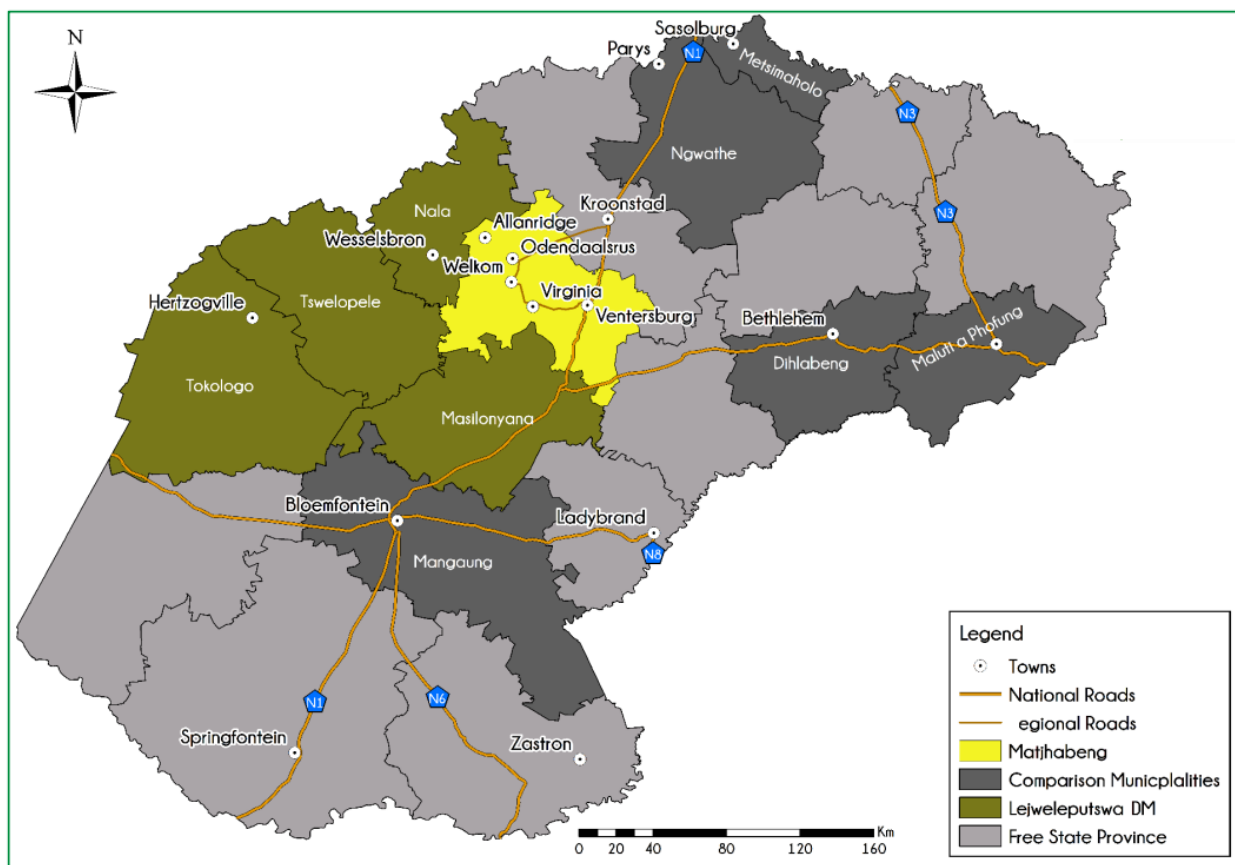 N
Sasolburg
Parys
N1
Metsimaholo
N3
Ngwathe
Nala
Kroonstad
N3
Allanridge
Wesselsbron
Odendaalsrus
Welkom
Hertzogville
Tswelopele
Virginia
Ventersburg
Bethlehem
Maluti a Phofung
Dihlabeng
Tokologo
Masilonyana
Bloemfontein
Ladybrand
N8
Mangaung
N1
N6
Springfontein
Zastron
Legend
Towns
National Roads
egional Roads
Matjhabeng
Comparison Municplalities
Lejweleputswa DM
Free State Province
Km
0 20 40 80 120 160